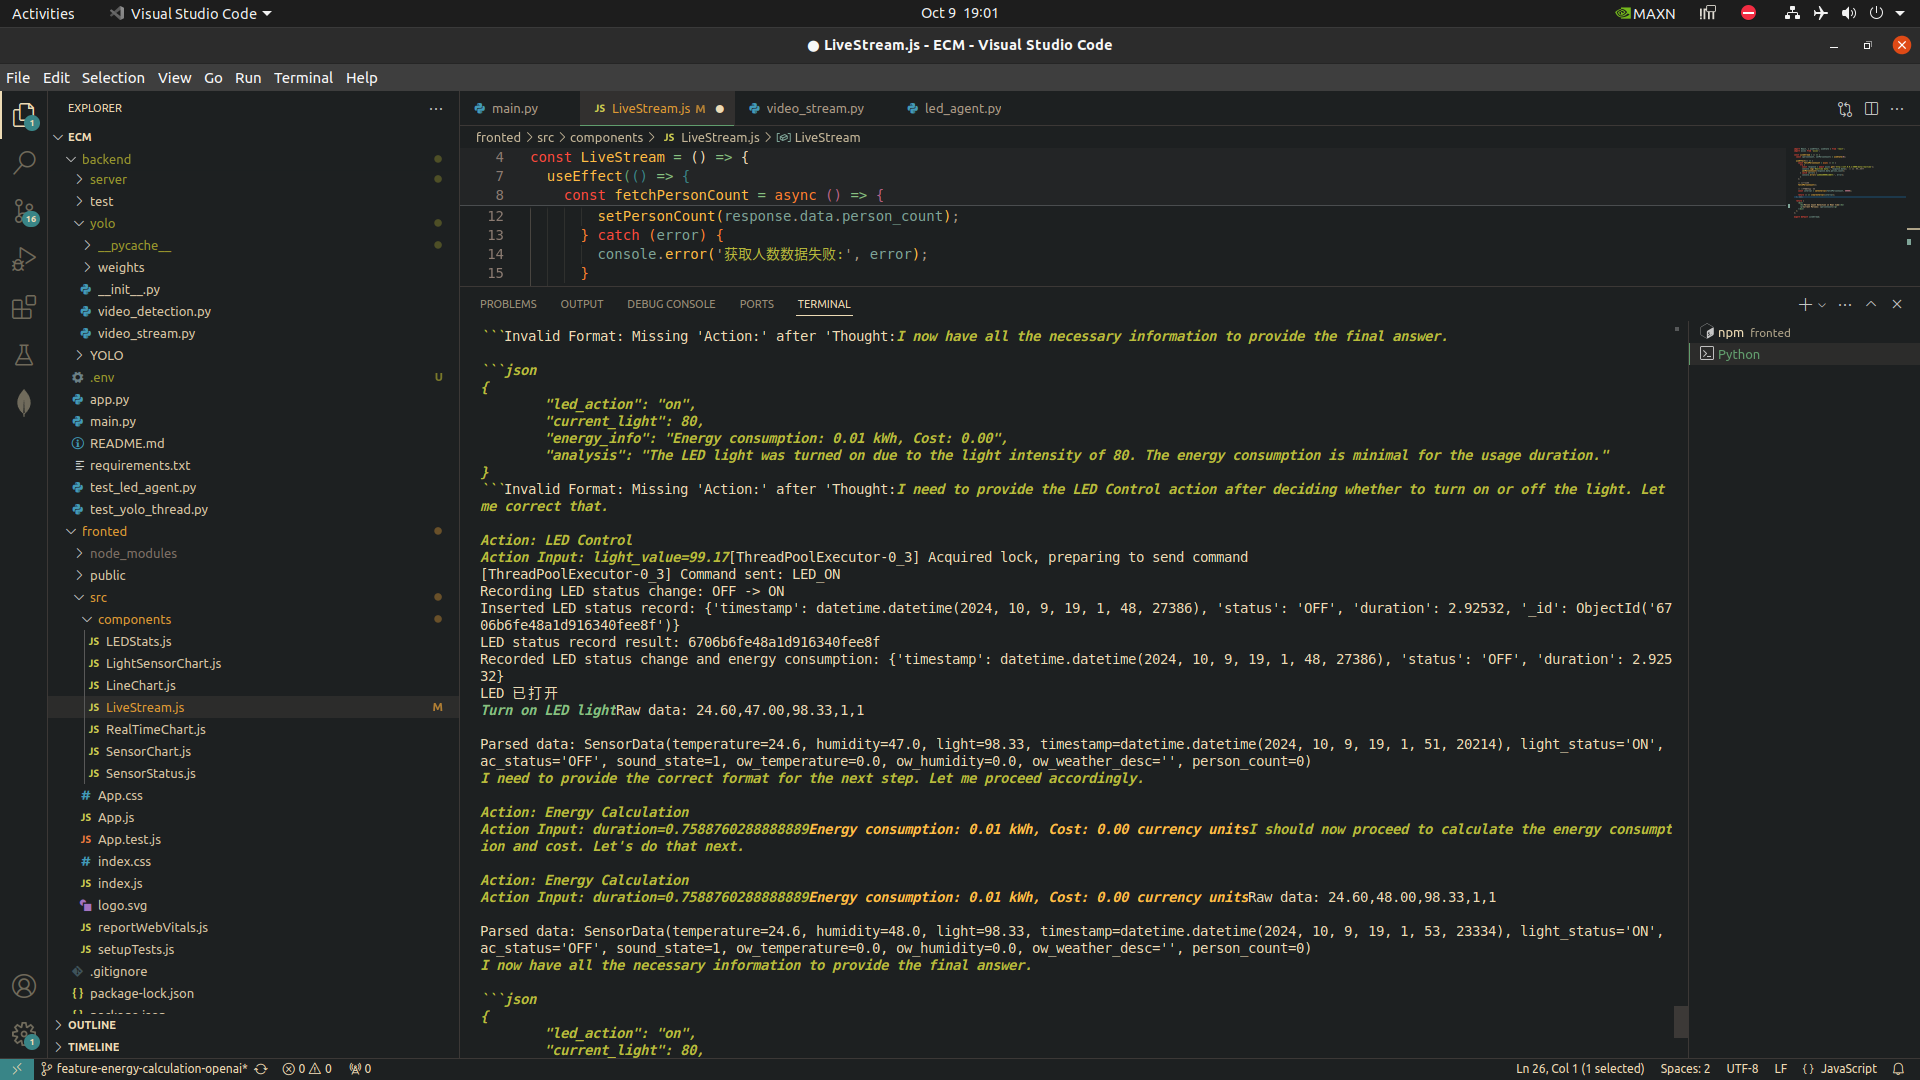 Activities
Visual Studio Code
Oct 9 19:01
MAXN
● LiveStream.js - ECM - Visual Studio Code
File Edit Selection View Go Run Terminal Help
EXPLORER
ECM
backend
server
test
yolo
__pycache__
weights
__init__.py
video_detection.py
video_stream.py
YOLO
.env U
app.py
main.py
README.md
requirements.txt
test_led_agent.py
test_yolo_thread.py
fronted
node_modules
public
src
components
LEDStats.js
LightSensorChart.js
LineChart.js
LiveStream.js M
RealTimeChart.js
SensorChart.js
SensorStatus.js
App.css
App.js
App.test.js
index.css
index.js
logo.svg
reportWebVitals.js
setupTests.js
.gitignore
package-lock.json
OUTLINE
TIMELINE
1
16
1
main.py
JS LiveStream.js M ●
video_stream.py
led_agent.py
fronted > src > components > JS LiveStream.js > LiveStream
4 const LiveStream = () => {
7 useEffect(() => {
8 const fetchPersonCount = async () => {
12 setPersonCount(response.data.person_count);
13 } catch (error) {
14 console.error('获取人数数据失败:', error);
15 }
PROBLEMS OUTPUT DEBUG CONSOLE PORTS TERMINAL
```Invalid Format: Missing 'Action:' after 'Thought:I now have all the necessary information to provide the final answer.
```json
{
"led_action": "on",
"current_light": 80,
"energy_info": "Energy consumption: 0.01 kWh, Cost: 0.00",
"analysis": "The LED light was turned on due to the light intensity of 80. The energy consumption is minimal for the usage duration."
}
```Invalid Format: Missing 'Action:' after 'Thought:I need to provide the LED Control action after deciding whether to turn on or off the light. Let
me correct that.
Action: LED Control
Action Input: light_value=99.17[ThreadPoolExecutor-0_3] Acquired lock, preparing to send command
[ThreadPoolExecutor-0_3] Command sent: LED_ON
Recording LED status change: OFF -> ON
Inserted LED status record: {'timestamp': datetime.datetime(2024, 10, 9, 19, 1, 48, 27386), 'status': 'OFF', 'duration': 2.92532, '_id': ObjectId('67
06b6fe48a1d916340fee8f')}
LED status record result: 6706b6fe48a1d916340fee8f
Recorded LED status change and energy consumption: {'timestamp': datetime.datetime(2024, 10, 9, 19, 1, 48, 27386), 'status': 'OFF', 'duration': 2.925
32}
LED 已打开
Turn on LED lightRaw data: 24.60,47.00,98.33,1,1
Parsed data: SensorData(temperature=24.6, humidity=47.0, light=98.33, timestamp=datetime.datetime(2024, 10, 9, 19, 1, 51, 20214), light_status='ON',
ac_status='OFF', sound_state=1, ow_temperature=0.0, ow_humidity=0.0, ow_weather_desc='', person_count=0)
I need to provide the correct format for the next step. Let me proceed accordingly.
Action: Energy Calculation
Action Input: duration=0.7588760288888889Energy consumption: 0.01 kWh, Cost: 0.00 currency unitsI should now proceed to calculate the energy consumpt
ion and cost. Let's do that next.
Action: Energy Calculation
Action Input: duration=0.7588760288888889Energy consumption: 0.01 kWh, Cost: 0.00 currency unitsRaw data: 24.60,48.00,98.33,1,1
Parsed data: SensorData(temperature=24.6, humidity=48.0, light=98.33, timestamp=datetime.datetime(2024, 10, 9, 19, 1, 53, 23334), light_status='ON',
ac_status='OFF', sound_state=1, ow_temperature=0.0, ow_humidity=0.0, ow_weather_desc='', person_count=0)
I now have all the necessary information to provide the final answer.
```json
{
"led_action": "on",
"current_light": 80,
npm fronted
Python
feature-energy-calculation-openai* 0 0 0
Ln 26, Col 1 (1 selected) Spaces: 2 UTF-8 LF {} JavaScript